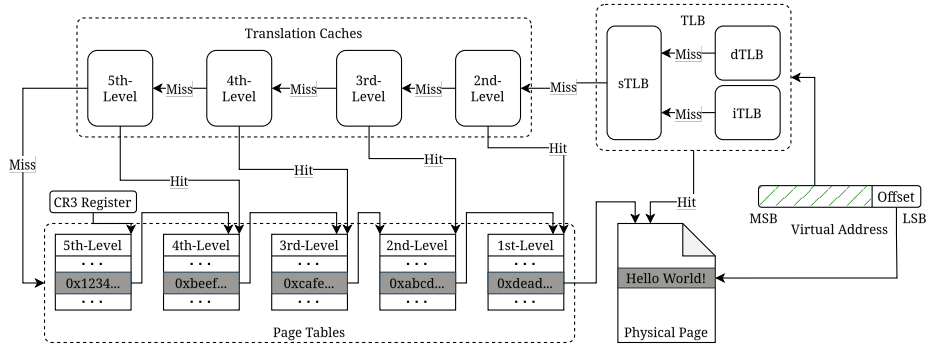 Translation Caches
TLB
5th-
Level
Miss
4th-
Level
Miss
3rd-
Level
Miss
2nd-
Level
Miss
sTLB
Miss
dTLB
Miss
iTLB
Miss
Hit
Hit
Hit
Hit
Hit
CR3 Register
Offset
MSB
LSB
Virtual Address
5th-Level
...
0x1234...
...
4th-Level
...
0xbeef...
...
3rd-Level
...
0xcafe...
...
2nd-Level
...
0xabcd...
...
1st-Level
...
0xdead...
...
Page Tables
Hello World!
Physical Page